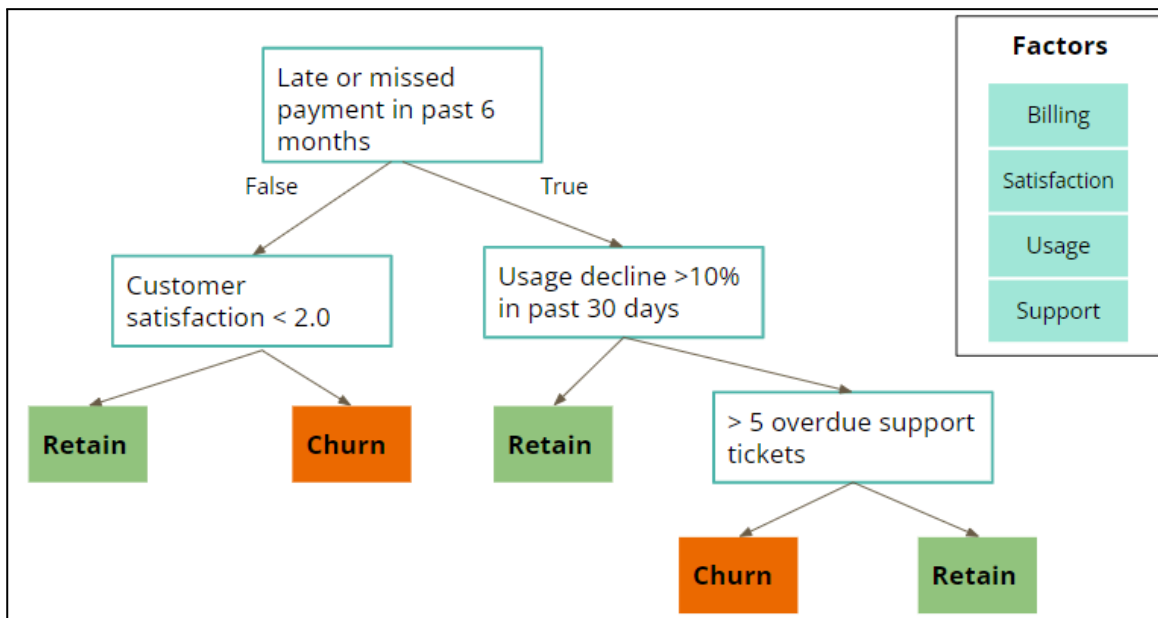 Late or missed
payment in past 6
months
False
True
Customer
satisfaction < 2.0
Usage decline >10%
in past 30 days
Retain
Churn
Retain
> 5 overdue support
tickets
Churn
Retain
Factors
Billing
Satisfaction
Usage
Support